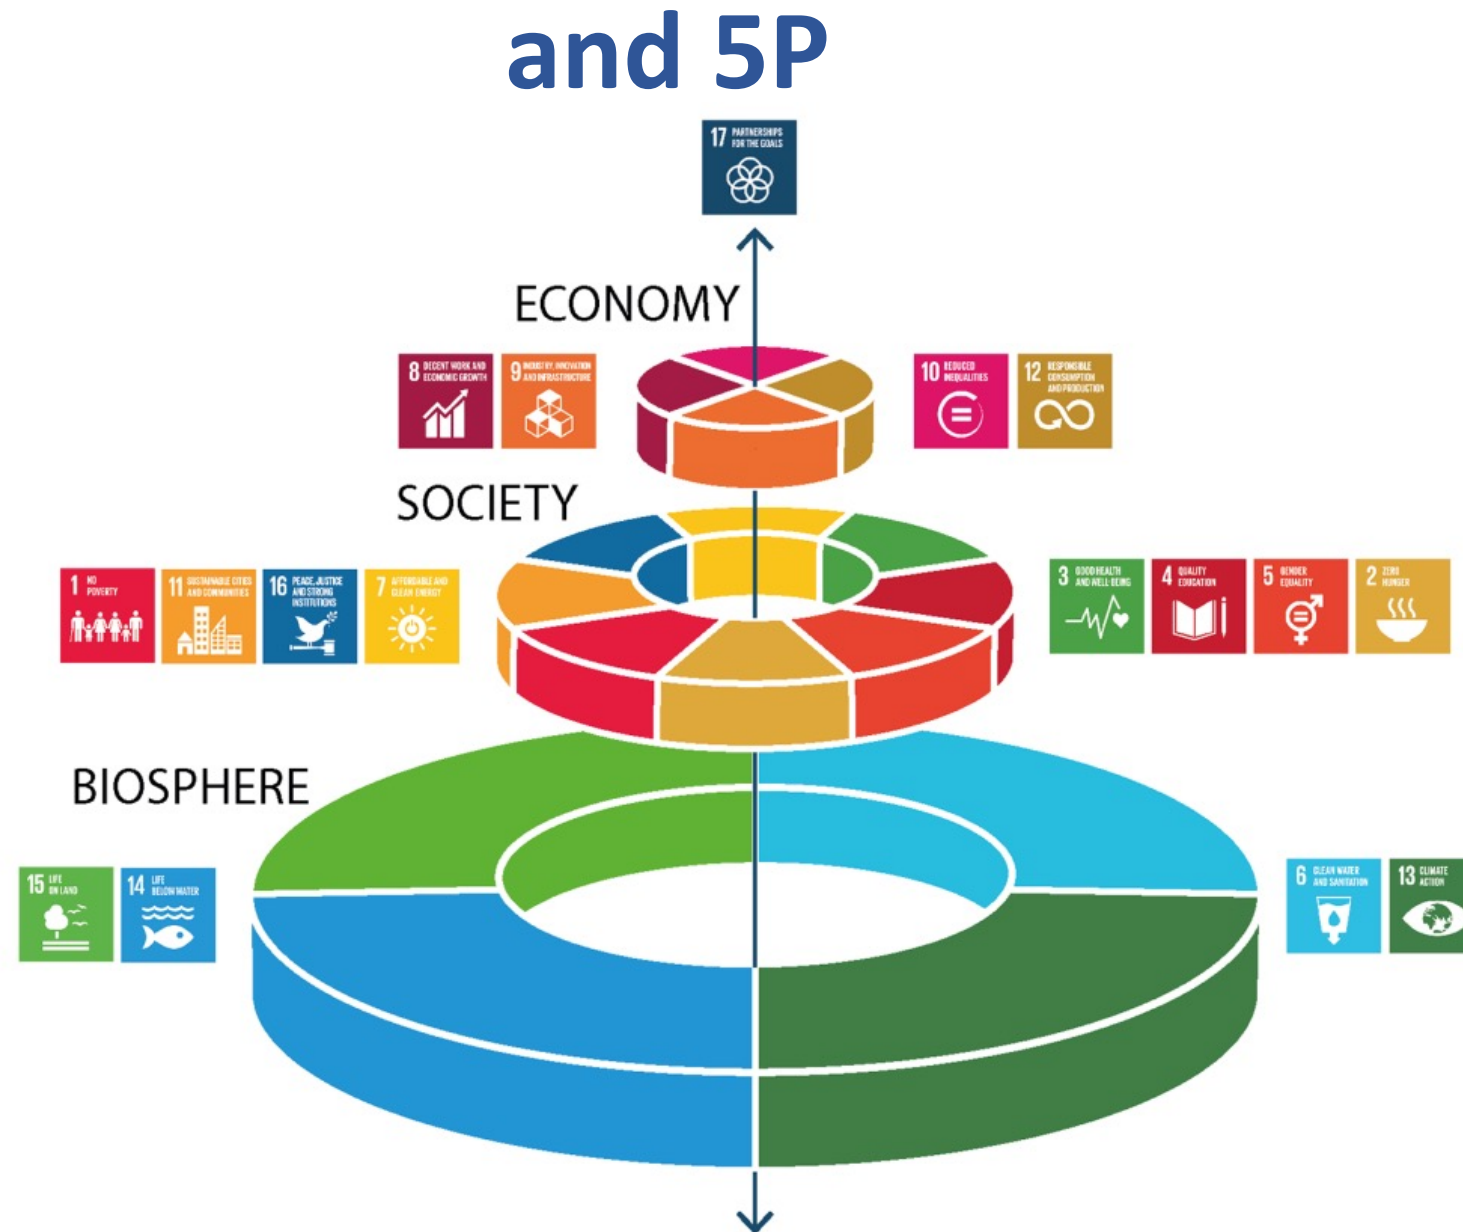 and 5P
17 PARTNERSHIPS
FOR THE GOALS
ECONOMY
8 DECENT WORK AND
ECONOMIC GROWTH
9 INDUSTRY, INNOVATION
AND INFRASTRUCTURE
10 REDUCED
INEQUALITIES
12 RESPONSIBLE
CONSUMPTION
AND PRODUCTION
SOCIETY
1 NO
POVERTY
11 SUSTAINABLE CITIES
AND COMMUNITIES
16 PEACE, JUSTICE
AND STRONG
INSTITUTIONS
7 AFFORDABLE AND
CLEAN ENERGY
3 GOOD HEALTH
AND WELL-BEING
4 QUALITY
EDUCATION
5 GENDER
EQUALITY
2 ZERO
HUNGER
BIOSPHERE
15 LIFE
ON LAND
14 LIFE
BELOW WATER
6 CLEAN WATER
AND SANITATION
13 CLIMATE
ACTION